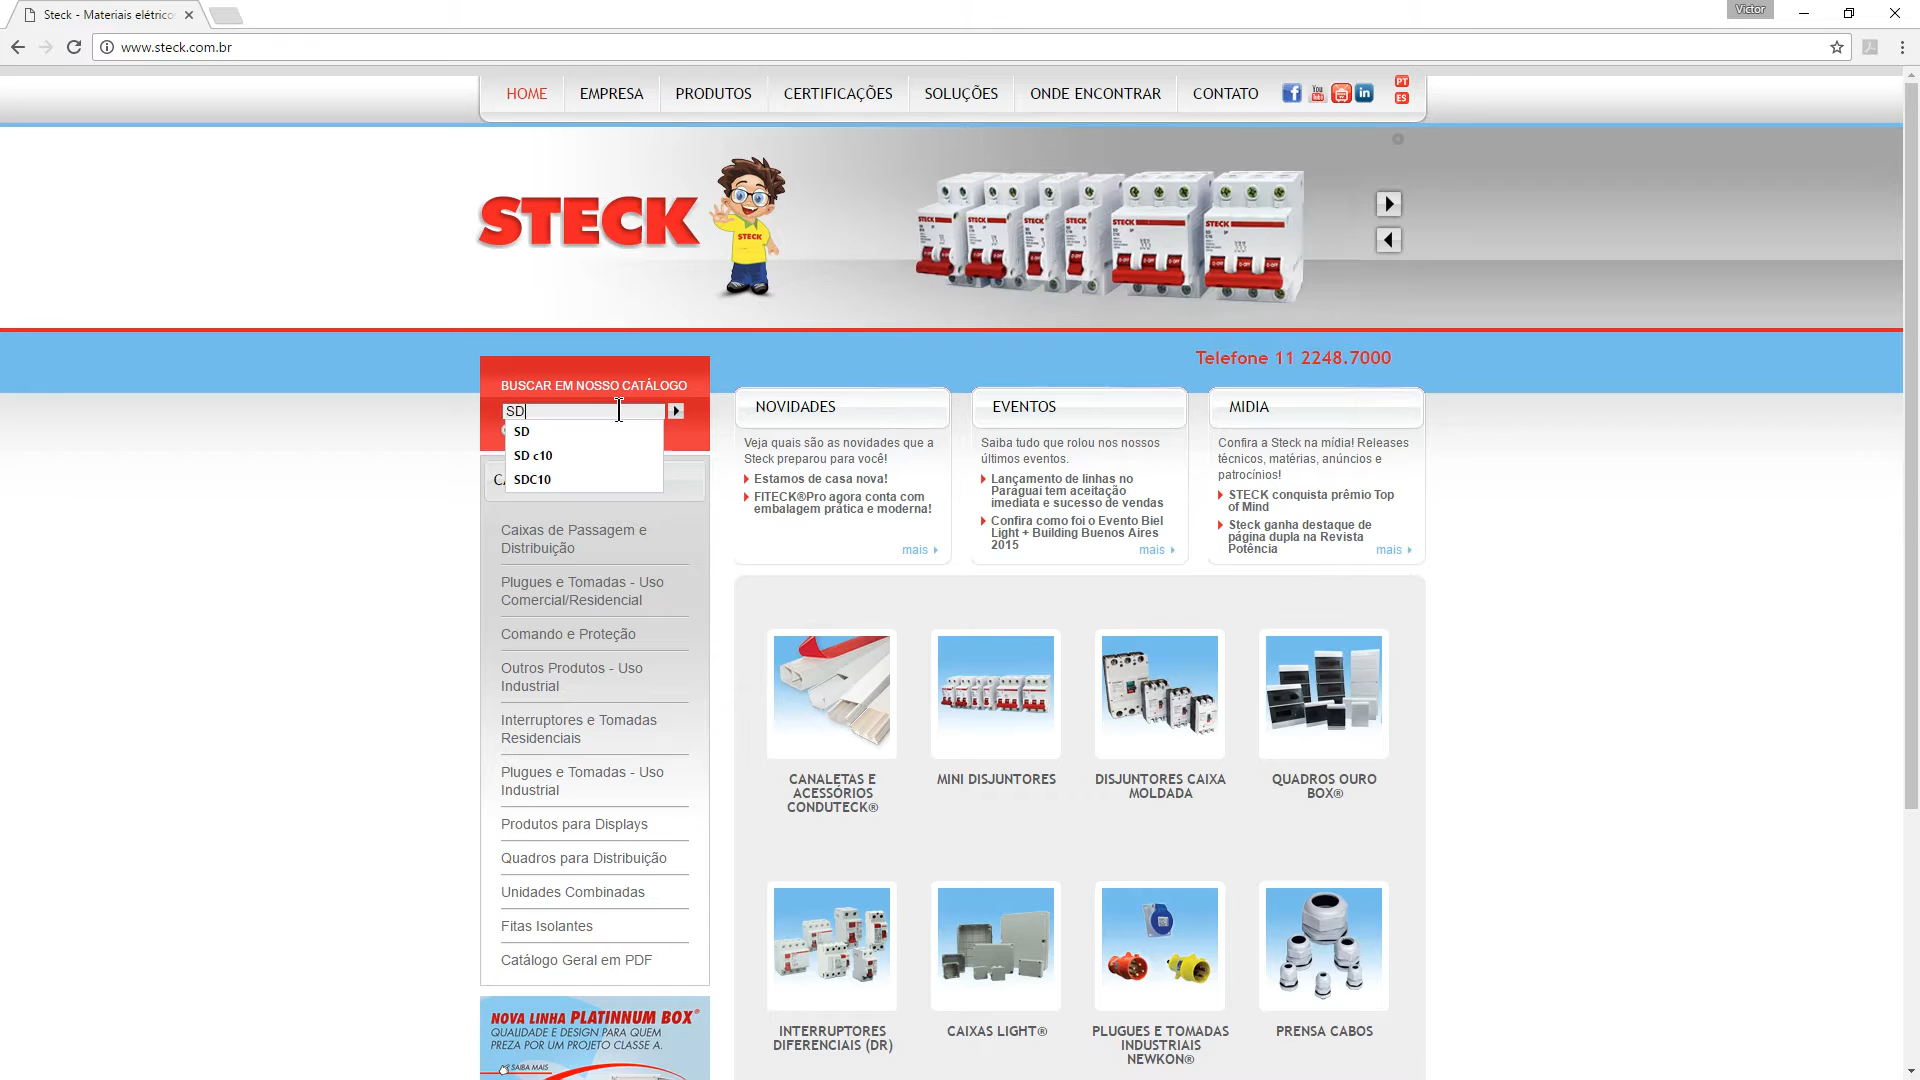 Steck - Materiais elétrico
Victor
www.steck.com.br
HOME
EMPRESA
PRODUTOS
CERTIFICAÇÕES
SOLUÇÕES
ONDE ENCONTRAR
CONTATO
PT
ES
STECK
STECK
Telefone 11 2248.7000
BUSCAR EM NOSSO CATÁLOGO
SD
SD
SD c10
SDC10
Caixas de Passagem e
Distribuição
Plugues e Tomadas - Uso
Comercial/Residencial
Comando e Proteção
Outros Produtos - Uso
Industrial
Interruptores e Tomadas
Residenciais
Plugues e Tomadas - Uso
Industrial
Produtos para Displays
Quadros para Distribuição
Unidades Combinadas
Fitas Isolantes
Catálogo Geral em PDF
NOVA LINHA PLATINNUM BOX®
QUALIDADE E DESIGN PARA QUEM
PREZA POR UM PROJETO CLASSE A.
SAIBA MAIS
NOVIDADES
Veja quais são as novidades que a
Steck preparou para você!
Estamos de casa nova!
FITECK®Pro agora conta com
embalagem prática e moderna!
mais
EVENTOS
Saiba tudo que rolou nos nossos
últimos eventos.
Lançamento de linhas no
Paraguai tem aceitação
imediata e sucesso de vendas
Confira como foi o Evento Biel
Light + Building Buenos Aires
2015
mais
MIDIA
Confira a Steck na mídia! Releases
técnicos, matérias, anúncios e
patrocínios!
STECK conquista prêmio Top
of Mind
Steck ganha destaque de
página dupla na Revista
Potência
mais
CANALETAS E
ACESSÓRIOS
CONDUTECK®
MINI DISJUNTORES
DISJUNTORES CAIXA
MOLDADA
QUADROS OURO
BOX®
INTERRUPTORES
DIFERENCIAIS (DR)
CAIXAS LIGHT®
PLUGUES E TOMADAS
INDUSTRIAIS
NEWKON®
PRENSA CABOS